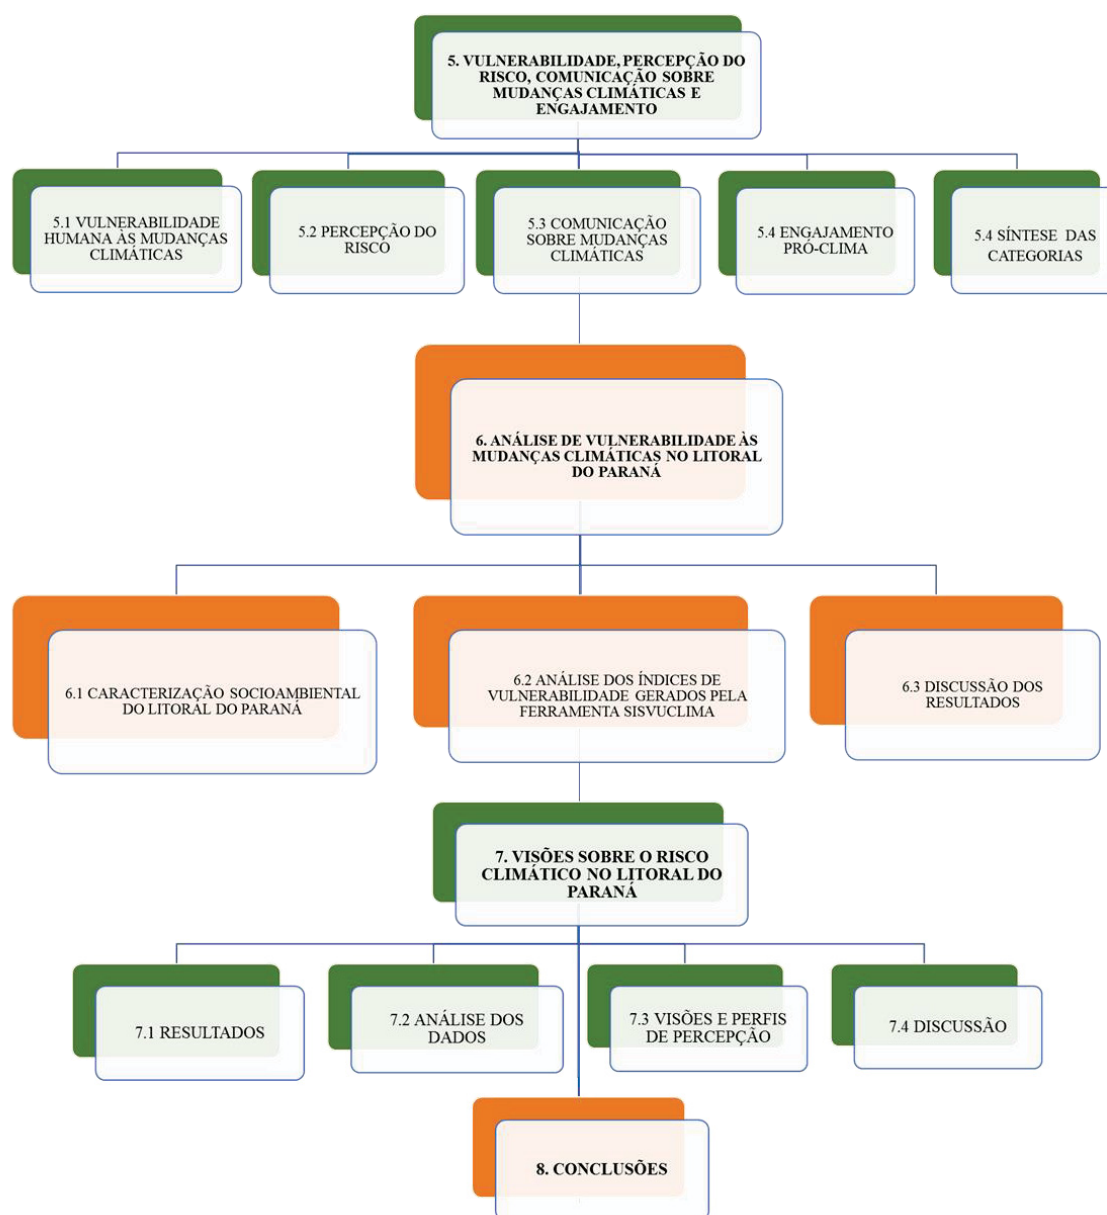 5. VULNERABILIDADE, PERCEPÇÃO DO
RISCO, COMUNICAÇÃO SOBRE
MUDANÇAS CLIMÁTICAS E
ENGAJAMENTO
5.1 VULNERABILIDADE
HUMANA ÀS MUDANÇAS
CLIMÁTICAS
5.2 PERCEPÇÃO DO
RISCO
5.3 COMUNICAÇÃO
SOBRE MUDANÇAS
CLIMÁTICAS
5.4 ENGAJAMENTO
PRÓ-CLIMA
5.4 SÍNTESE DAS
CATEGORIAS
6. ANÁLISE DE VULNERABILIDADE ÀS
MUDANÇAS CLIMÁTICAS NO LITORAL
DO PARANÁ
6.1 CARACTERIZAÇÃO SOCIOAMBIENTAL
DO LITORAL DO PARANÁ
6.2 ANÁLISE DOS ÍNDICES DE
VULNERABILIDADE GERADOS PELA
FERRAMENTA SISVUCLIMA
6.3 DISCUSSÃO DOS
RESULTADOS
7. VISÕES SOBRE O RISCO
CLIMÁTICO NO LITORAL DO
PARANÁ
7.1 RESULTADOS
7.2 ANÁLISE DOS
DADOS
7.3 VISÕES E PERFIS
DE PERCEPÇÃO
7.4 DISCUSSÃO
8. CONCLUSÕES